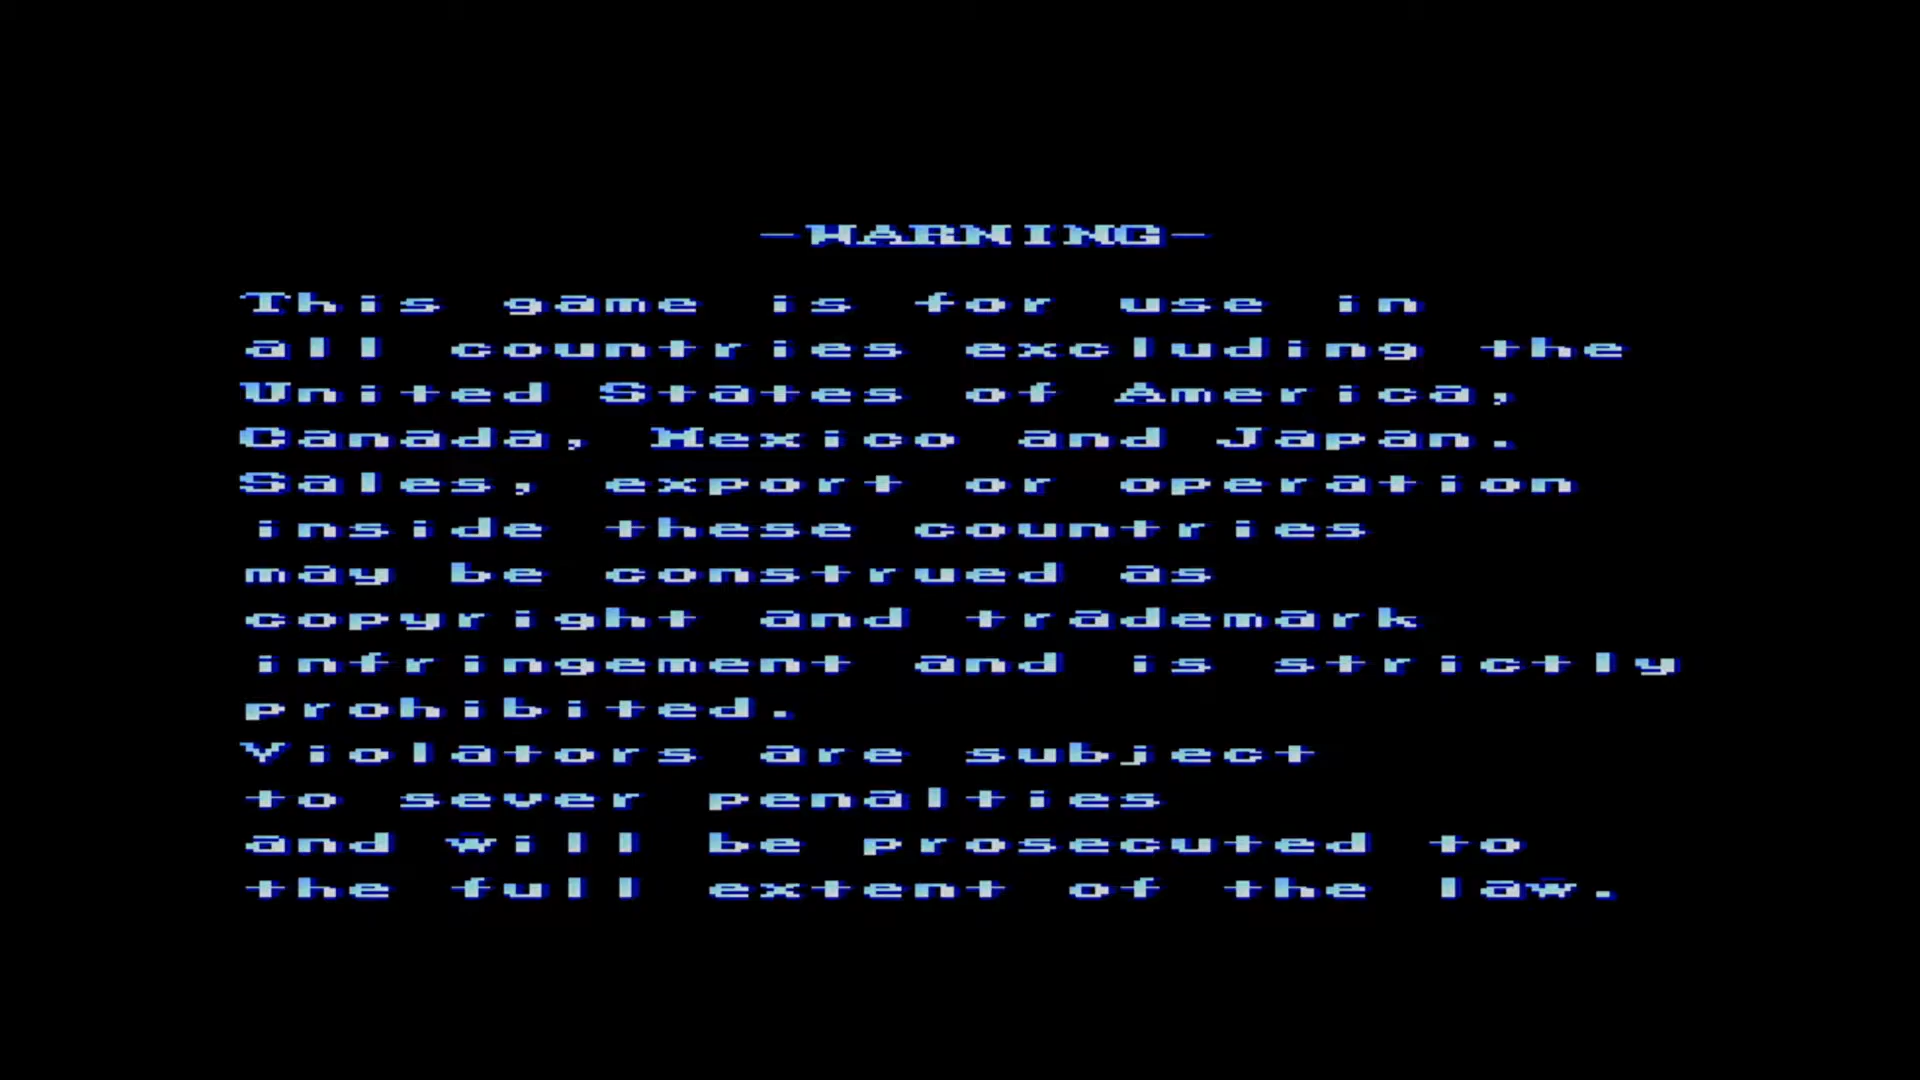 -WARNING-
This game is for use in
all countries excluding the
United States of America,
Canada, Mexico and Japan.
Sales, export or operation
inside these countries
may be construed as
copyright and trademark
infringement and is strictly
prohibited.
Violators are subject
to sever penalties
and will be prosecuted to
the full extent of the law.